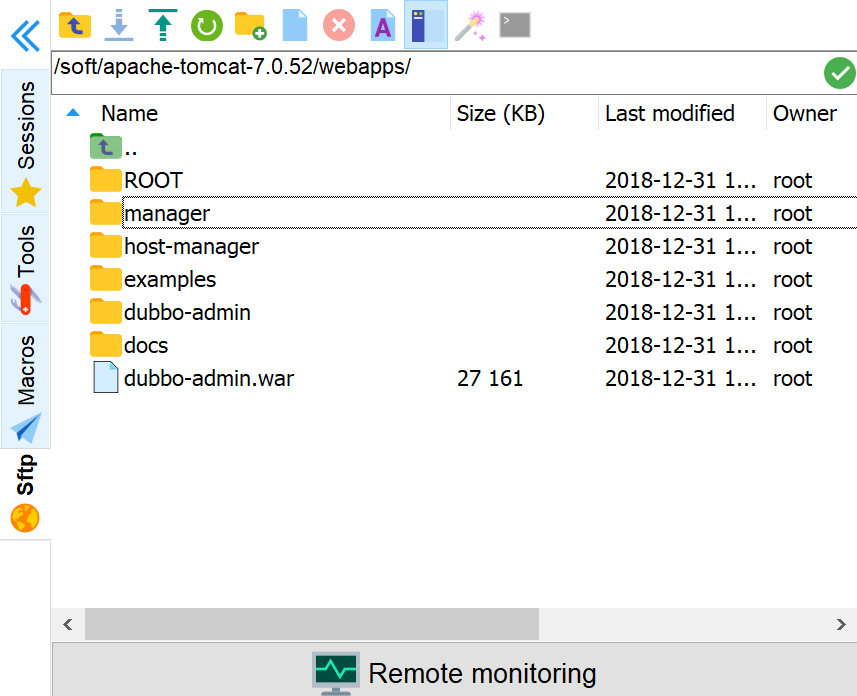 /soft/apache-tomcat-7.0.52/webapps/
Name Size (KB) Last modified Owner
..
ROOT 2018-12-31 1... root
manager 2018-12-31 1... root
host-manager 2018-12-31 1... root
examples 2018-12-31 1... root
dubbo-admin 2018-12-31 1... root
docs 2018-12-31 1... root
dubbo-admin.war 27 161 2018-12-31 1... root
Sessions
Tools
Macros
Sftp
A
>
Remote monitoring